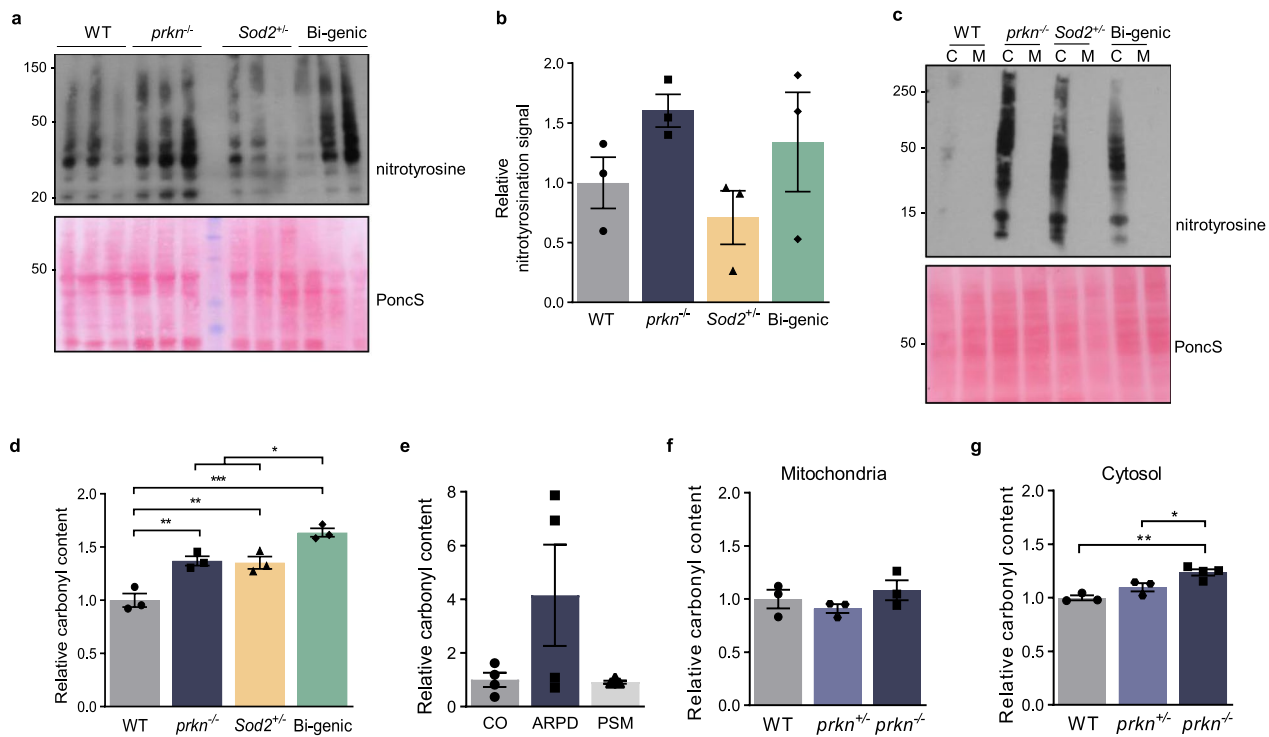 a
WT prkn-/- Sod2+/- Bi-genic
150
50
20
nitrotyrosine
50
PoncS
b
Relative
nitrotyrosination signal
2.0
1.5
1.0
0.5
0.0
WT prkn-/- Sod2+/- Bi-genic
c
WT prkn-/- Sod2+/- Bi-genic
C M C M C M C M
250
50
15
nitrotyrosine
50
PoncS
d
Relative carbonyl content
2.0
1.5
1.0
0.5
0.0
*
***
**
**
WT prkn-/- Sod2+/- Bi-genic
e
Relative carbonyl content
8
6
4
2
0
CO ARPD PSM
f
Mitochondria
Relative carbonyl content
2.0
1.5
1.0
0.5
0.0
WT prkn+/- prkn-/-
g
Cytosol
Relative carbonyl content
2.0
1.5
1.0
0.5
0.0
*
**
WT prkn+/- prkn-/-